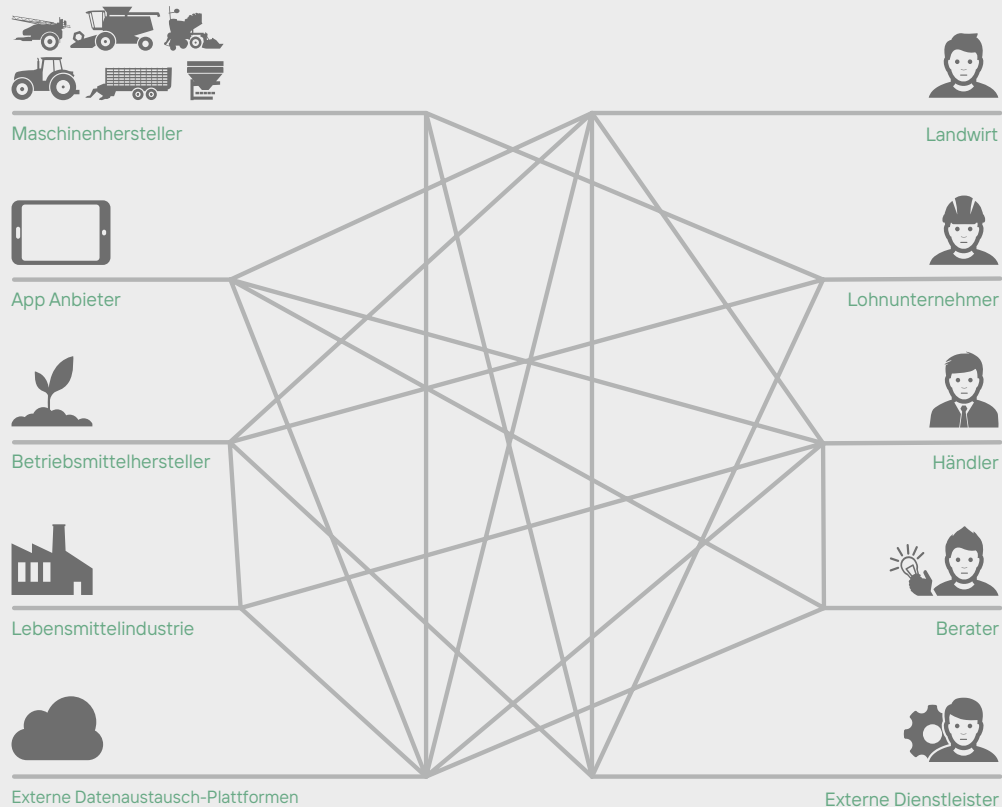 Maschinenhersteller
Landwirt
App Anbieter
Lohnunternehmer
Betriebsmittelhersteller
Händler
Lebensmittelindustrie
Berater
Externe Datenaustausch-Plattformen
Externe Dienstleister